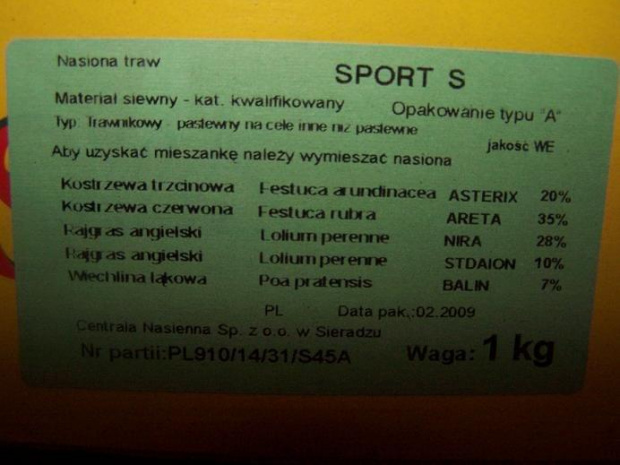 Nasiona traw
SPORT S
Materiał siewny - kat. kwalifikowany
Opakowanie typu "A"
Typ: Trawnikowy - pastewny na cele inne niż pastewne
jakość WE
Aby uzyskać mieszankę należy wymieszać nasiona
Kostrzewa trzcinowa Festuca arundinacea ASTERIX 20%
Kostrzewa czerwona Festuca rubra ARETA 35%
Rajgras angielski Lolium perenne NIRA 28%
Rajgras angielski Lolium perenne STDAION 10%
Wiechlina łąkowa Poa pratensis BALIN 7%
PL Data pak.:02.2009
Centrala Nasienna Sp. z o.o. w Sieradzu
Nr partii:PL910/14/31/S45A Waga: 1 kg